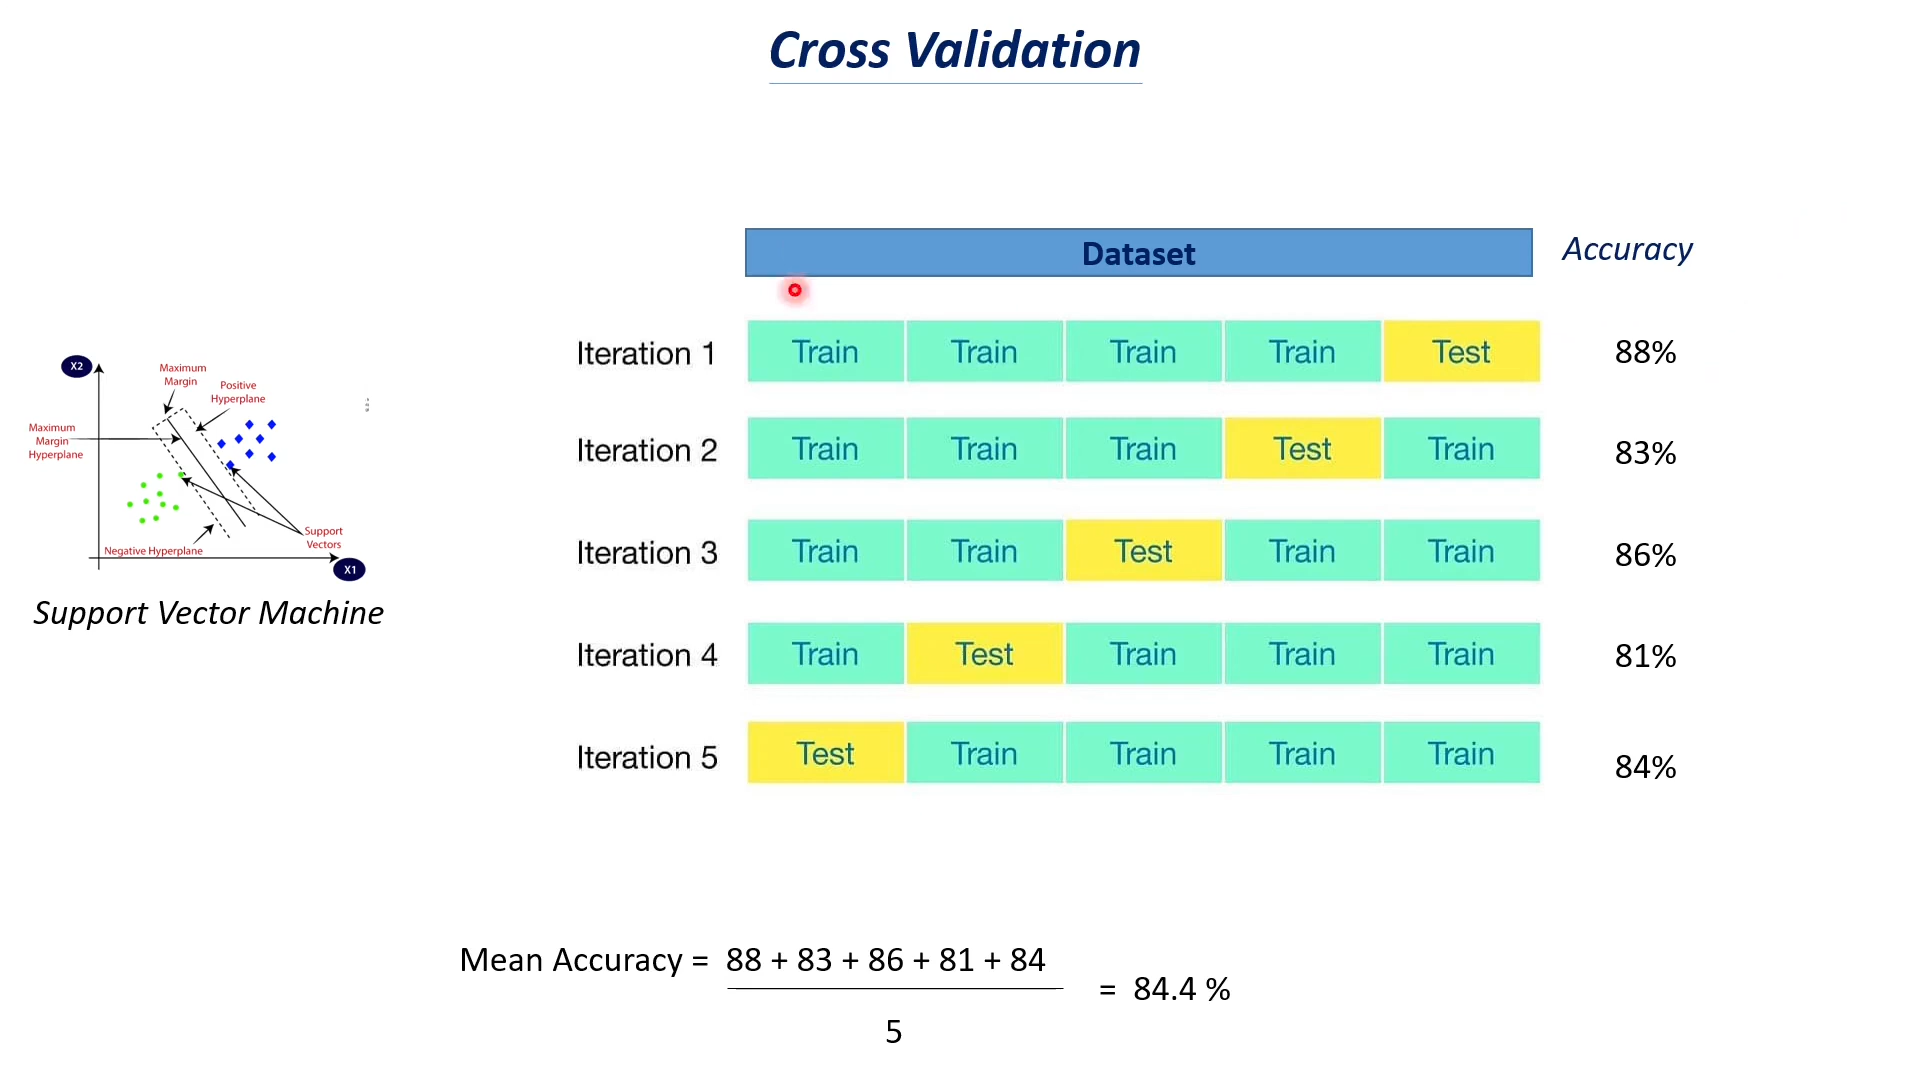 Cross Validation
Dataset
Accuracy
Iteration 1 Train Train Train Train Test 88%
Iteration 2 Train Train Train Test Train 83%
Iteration 3 Train Train Test Train Train 86%
Iteration 4 Train Test Train Train Train 81%
Iteration 5 Test Train Train Train Train 84%
X2
Maximum
Margin
Positive
Hyperplane
Maximum
Margin
Hyperplane
Support
Vectors
Negative Hyperplane
X1
Support Vector Machine
Mean Accuracy = 88 + 83 + 86 + 81 + 84
= 84.4 %
5